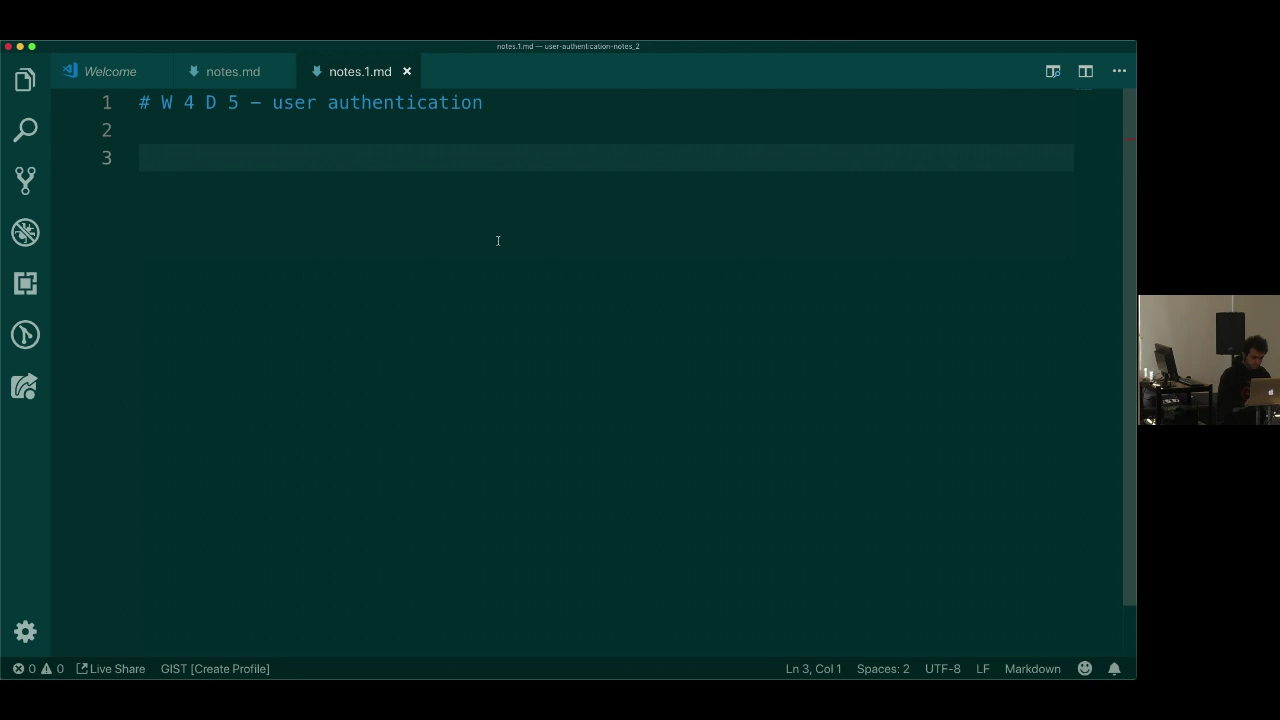 notes.1.md — user-authentication-notes_2
Welcome notes.md notes.1.md ×
1 # W 4 D 5 - user authentication
2
3
0 0 Live Share GIST [Create Profile] Ln 3, Col 1 Spaces: 2 UTF-8 LF Markdown